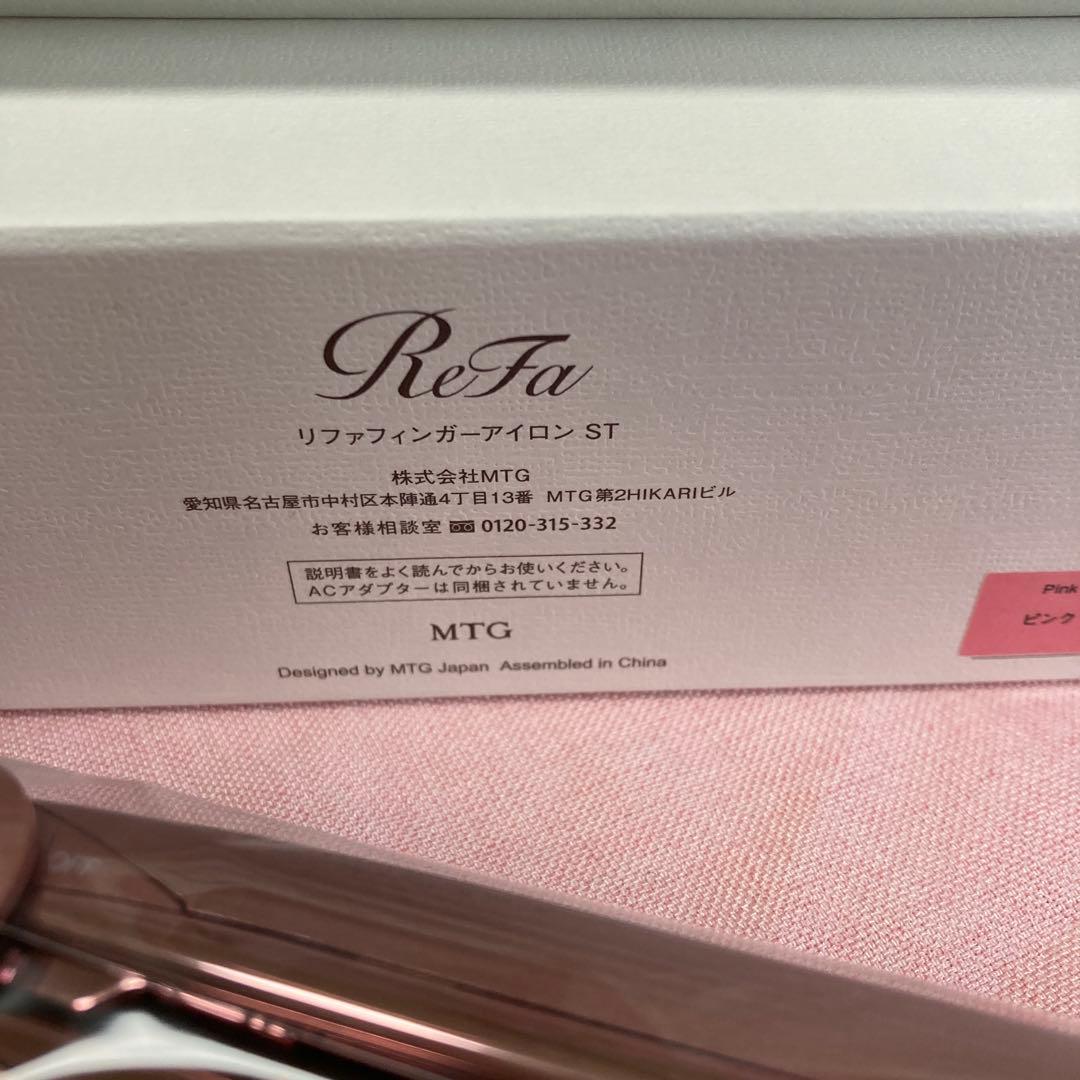 ReFa
リファフィンガーアイロン ST
株式会社MTG
愛知県名古屋市中村区本陣通4丁目13番 MTG第2HIKARIビル
お客様相談室 0120-315-332
説明書をよく読んでからお使いください。
ACアダプターは同梱されていません。
MTG
Designed by MTG Japan Assembled in China
Pink
ピンク
OFF